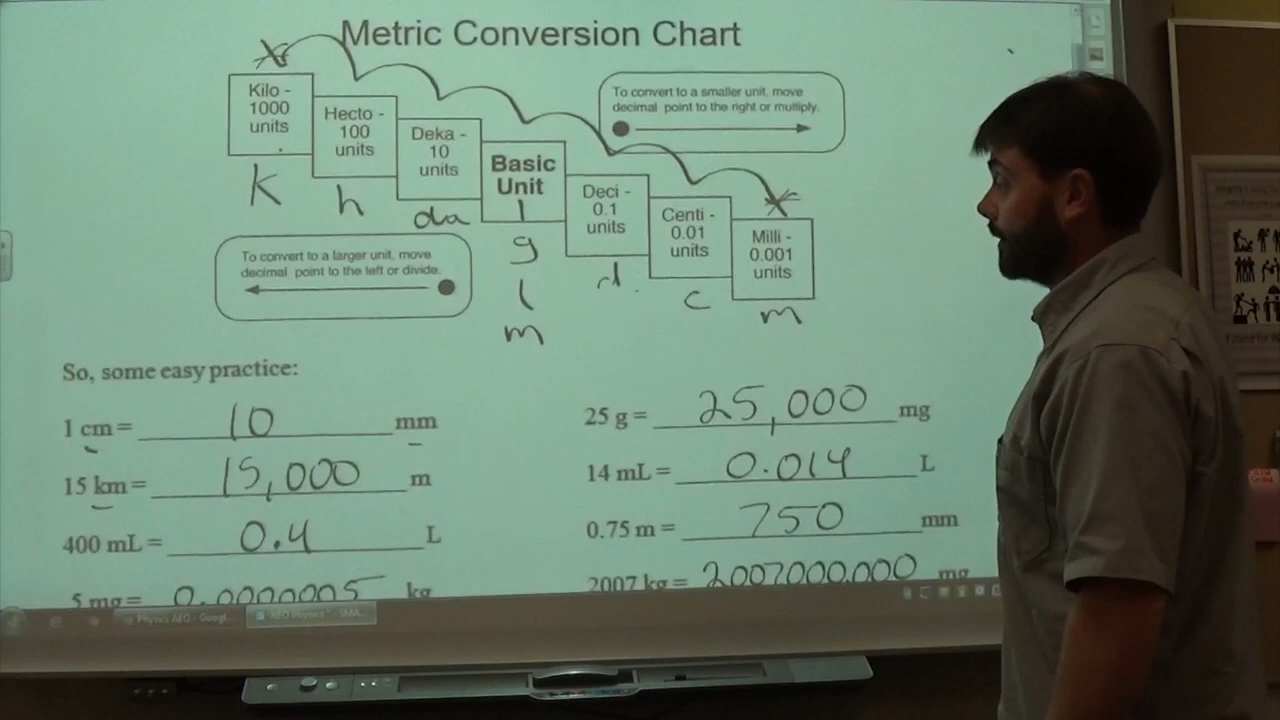 Metric Conversion Chart
Kilo -
1000
units
Hecto -
100
units
Deka -
10
units
Basic
Unit
Deci -
0.1
units
Centi -
0.01
units
Milli -
0.001
units
To convert to a smaller unit, move
decimal point to the right or multiply.
K
h
da
g
l
m
d
c
m
To convert to a larger unit, move
decimal point to the left or divide.
So, some easy practice:
1 cm = 10 mm
25 g = 25,000 mg
15 km = 15,000 m
14 mL = 0.014 L
400 mL = 0.4 L
0.75 m = 750 mm
5 mg = 0.0000005 kg
2007 kg = 2007000000 mg